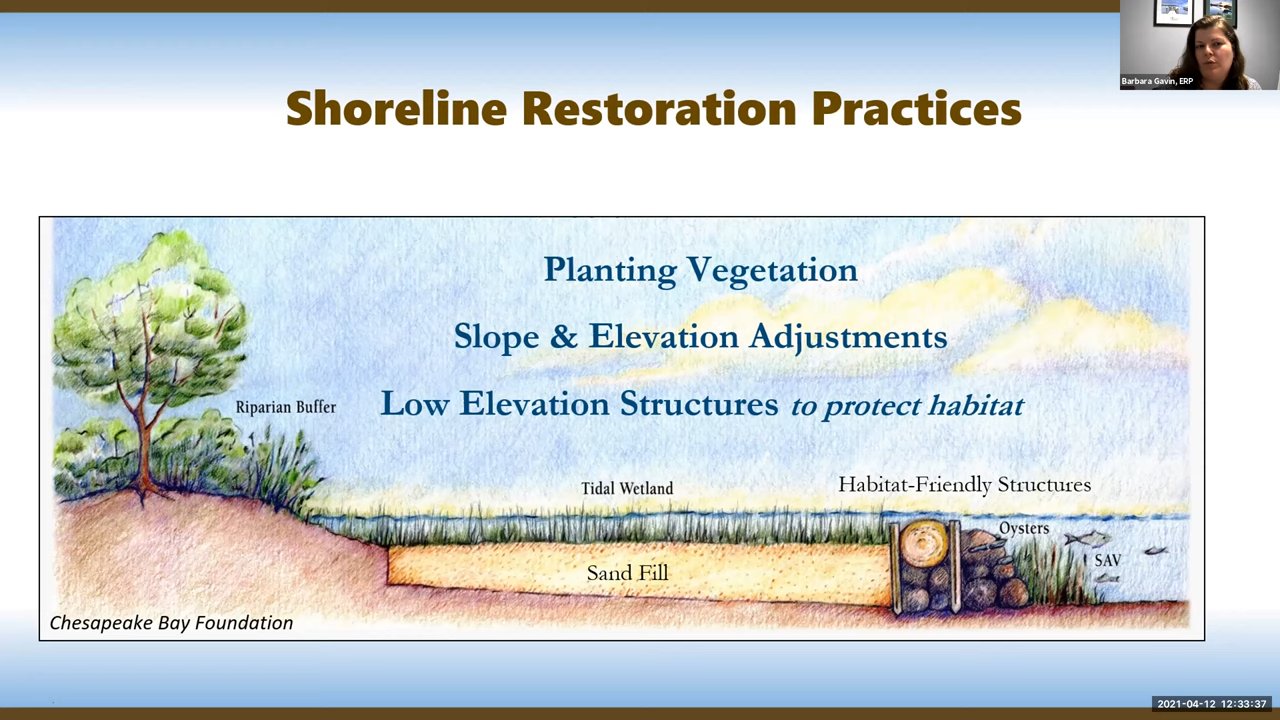 Barbara Gavin, ERP
Shoreline Restoration Practices
Planting Vegetation
Slope & Elevation Adjustments
Low Elevation Structures to protect habitat
Riparian Buffer
Tidal Wetland
Habitat-Friendly Structures
Oysters
SAV
Sand Fill
Chesapeake Bay Foundation
2021-04-12 12:33:37